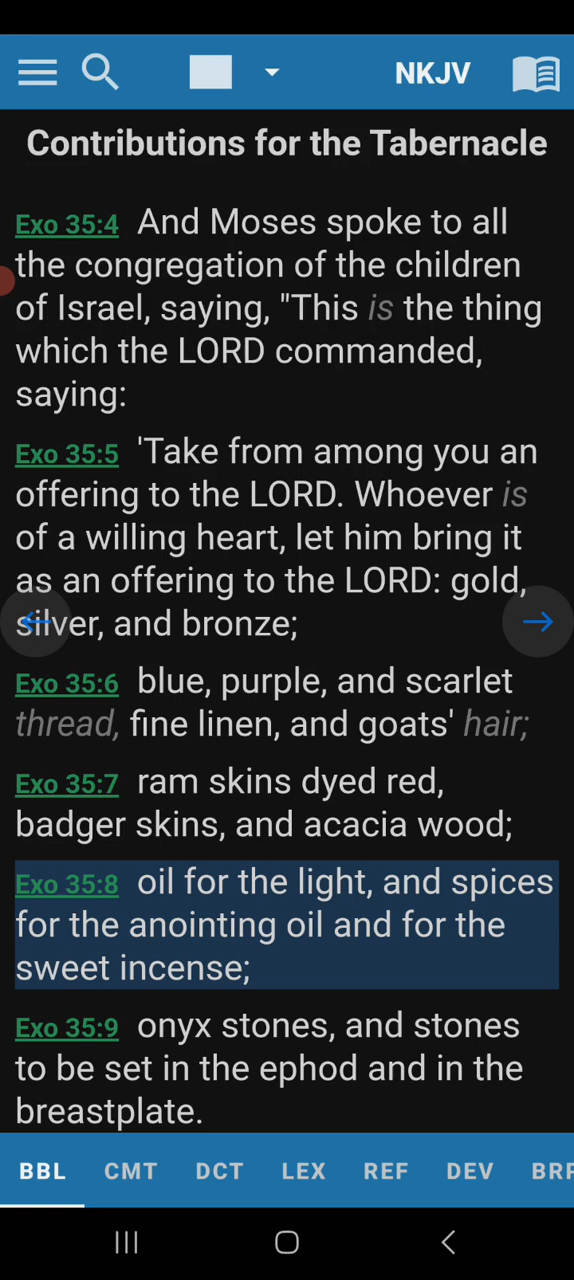 NKJV
Contributions for the Tabernacle
Exo 35:4 And Moses spoke to all
the congregation of the children
of Israel, saying, "This is the thing
which the LORD commanded,
saying:
Exo 35:5 'Take from among you an
offering to the LORD. Whoever is
of a willing heart, let him bring it
as an offering to the LORD: gold,
silver, and bronze;
Exo 35:6 blue, purple, and scarlet
thread, fine linen, and goats' hair;
Exo 35:7 ram skins dyed red,
badger skins, and acacia wood;
Exo 35:8 oil for the light, and spices
for the anointing oil and for the
sweet incense;
Exo 35:9 onyx stones, and stones
to be set in the ephod and in the
breastplate.
BBL CMT DCT LEX REF DEV BRP